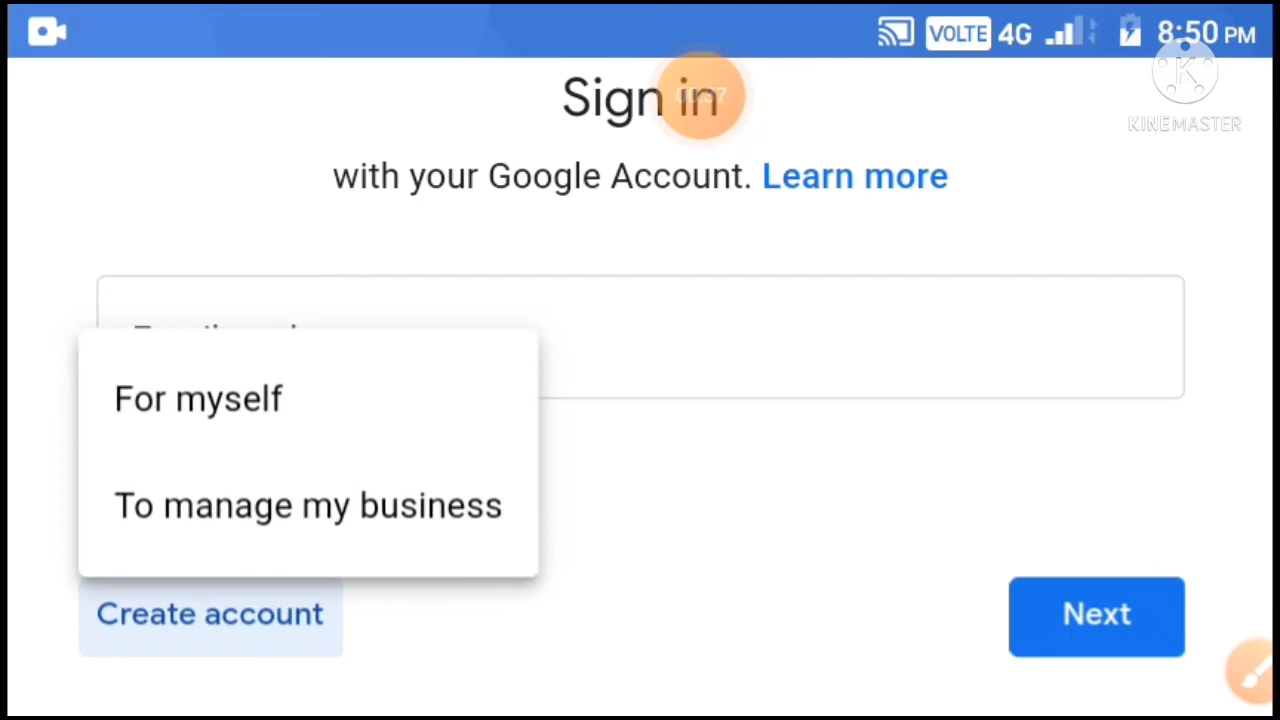 VOLTE 4G 8:50 PM
Sign in
KINEMASTER
with your Google Account. Learn more
For myself
To manage my business
Create account
Next